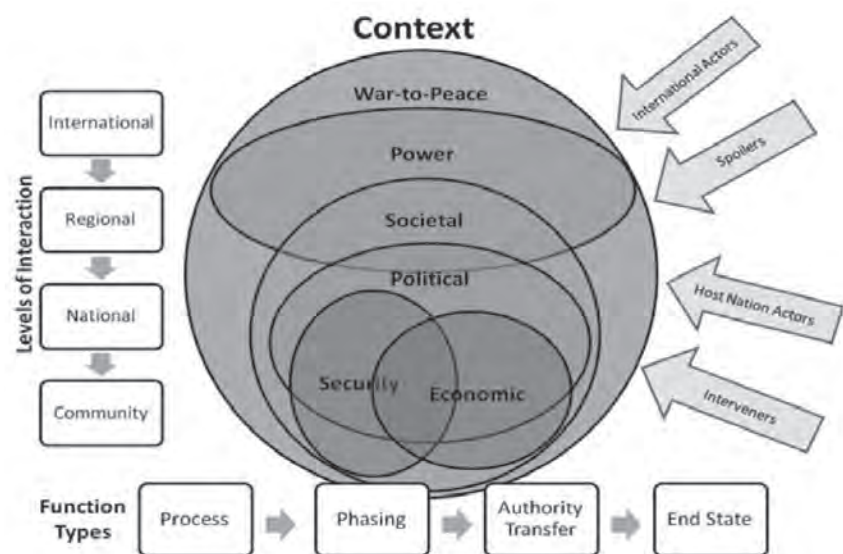 Context
War-to-Peace
Power
Societal
Political
Security
Economic
Levels of Interaction
International
Regional
National
Community
International Actors
Spoilers
Host Nation Actors
Interveners
Function
Types
Process
Phasing
Authority
Transfer
End State